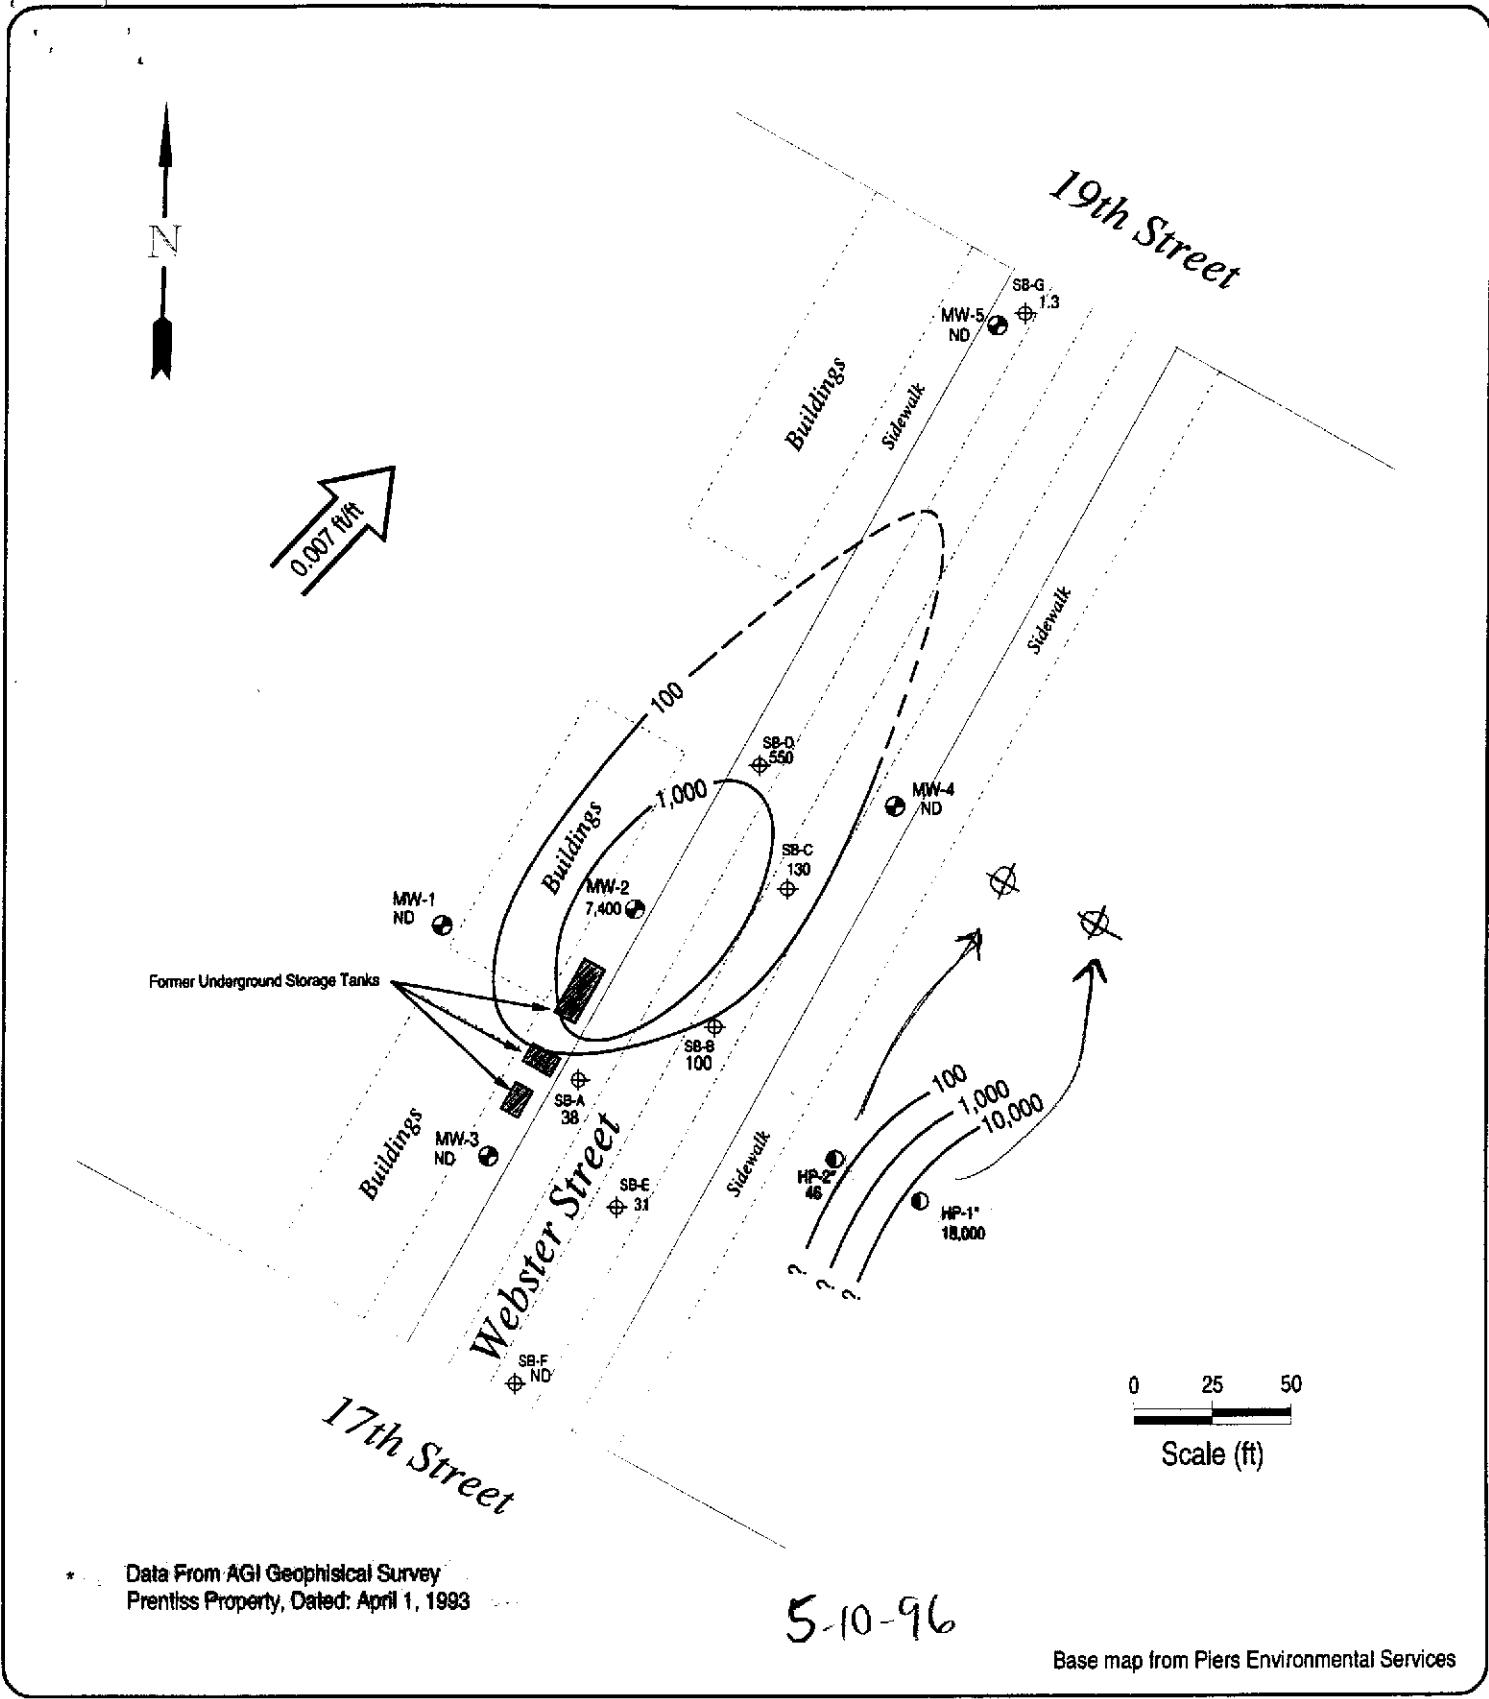 N
19th Street
SB-G
1.3
MW-5
ND
Buildings
Sidewalk
0.007 ft/ft
Sidewalk
100
SB-D
550
1,000
MW-4
ND
Buildings
SB-C
130
MW-1
ND
MW-2
7,400
Former Underground Storage Tanks
SB-B
100
SB-A
38
100
1,000
10,000
Buildings
MW-3
ND
Webster Street
Sidewalk
HP-2*
46
SB-E
31
HP-1*
18,000
? ? ?
SB-F
ND
17th Street
0 25 50
Scale (ft)
* Data From AGI Geophisical Survey
Prentiss Property, Dated: April 1, 1993
5-10-96
Base map from Piers Environmental Services